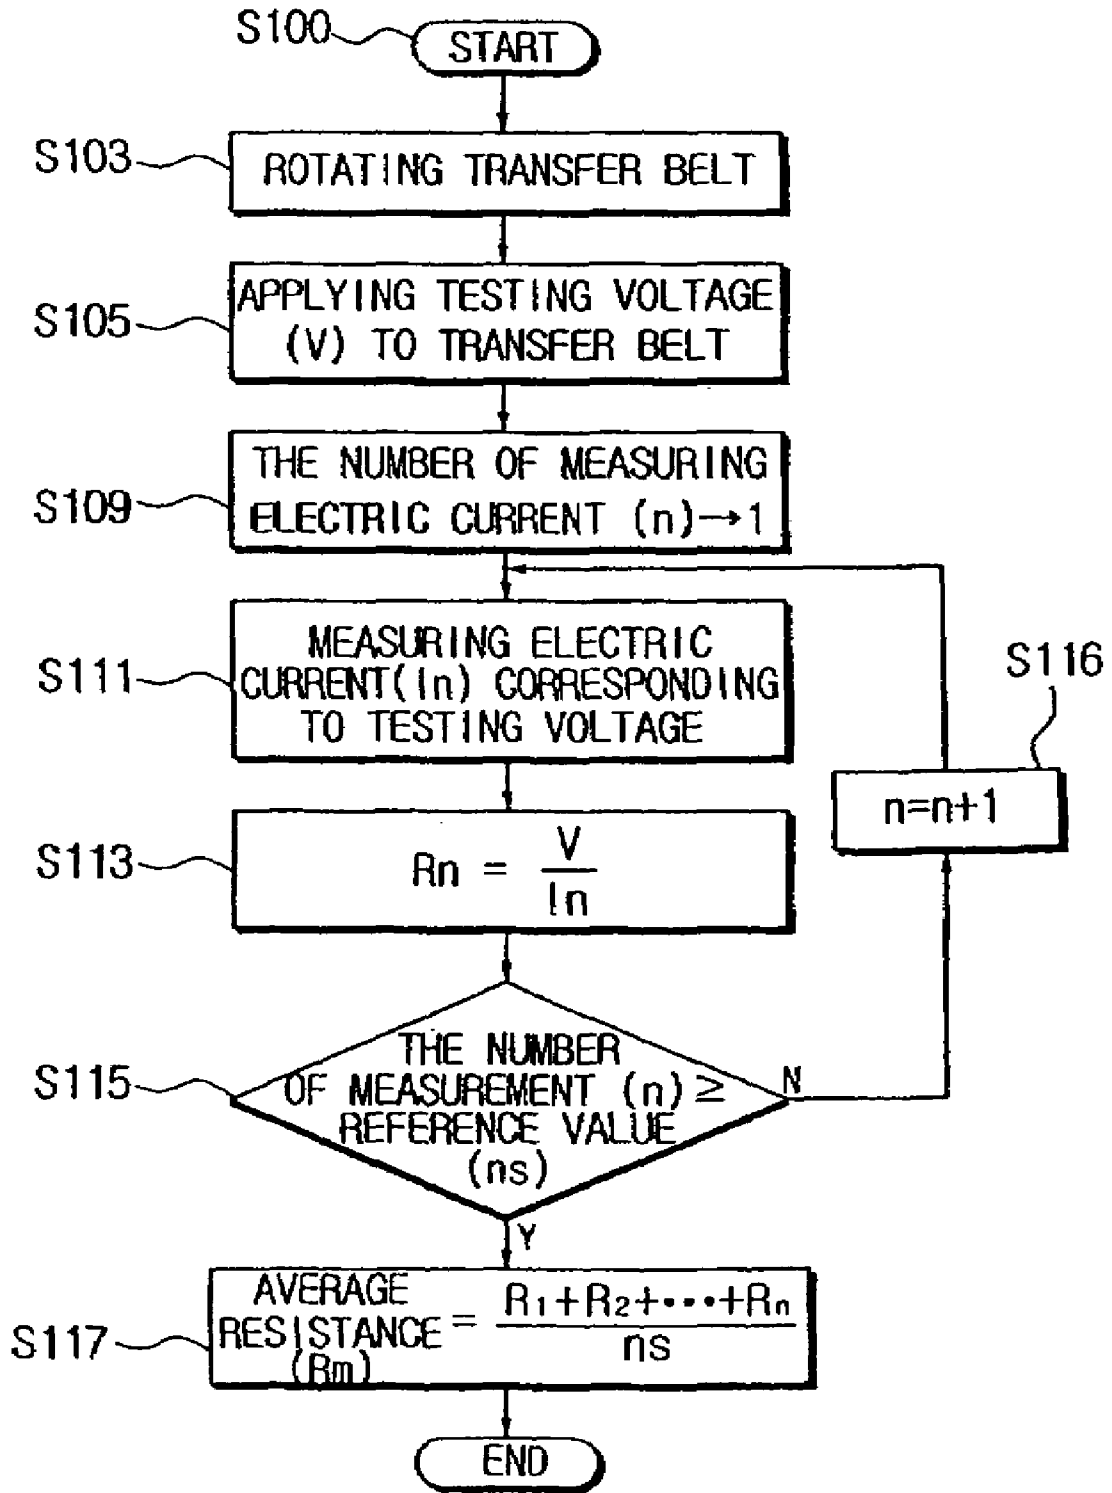 S100
START
S103
ROTATING TRANSFER BELT
S105
APPLYING TESTING VOLTAGE
(V) TO TRANSFER BELT
S109
THE NUMBER OF MEASURING
ELECTRIC CURRENT (n)→1
S111
MEASURING ELECTRIC
CURRENT(In) CORRESPONDING
TO TESTING VOLTAGE
S116
n=n+1
S113
Rn = V
In
S115
THE NUMBER
OF MEASUREMENT (n)≥
REFERENCE VALUE
(ns)
N
Y
S117
AVERAGE
RESISTANCE
(Rm)
= R1+R2+•••+Rn
ns
END